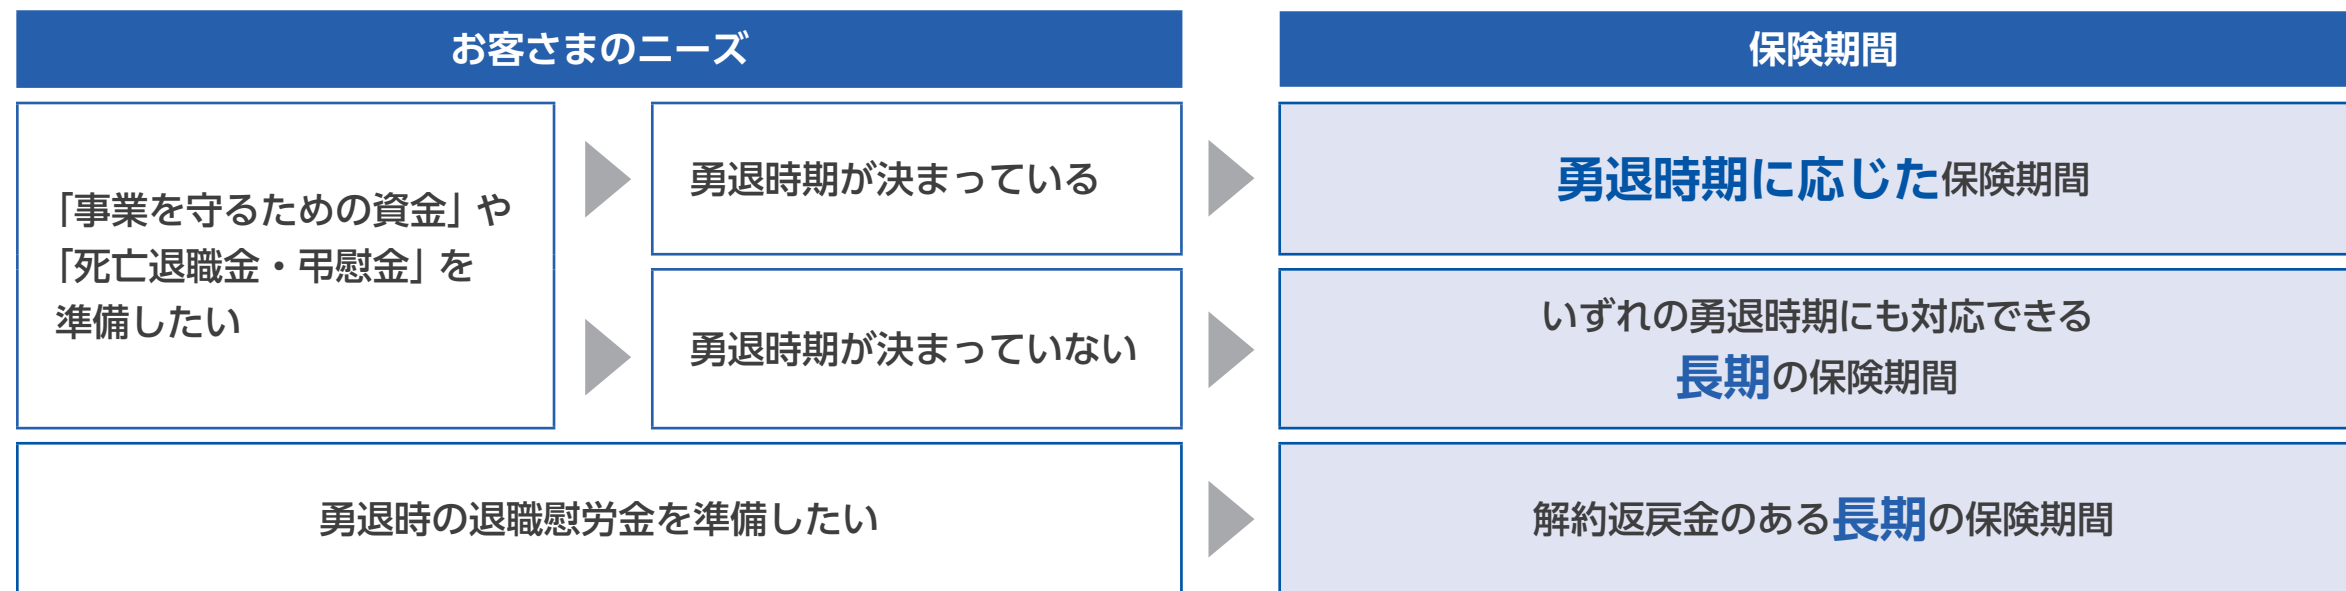 お客さまのニーズ
保険期間
「事業を守るための資金」や
「死亡退職金・弔慰金」を
準備したい
勇退時期が決まっている
勇退時期に応じた保険期間
勇退時期が決まっていない
いずれの勇退時期にも対応できる
長期の保険期間
勇退時の退職慰労金を準備したい
解約返戻金のある長期の保険期間